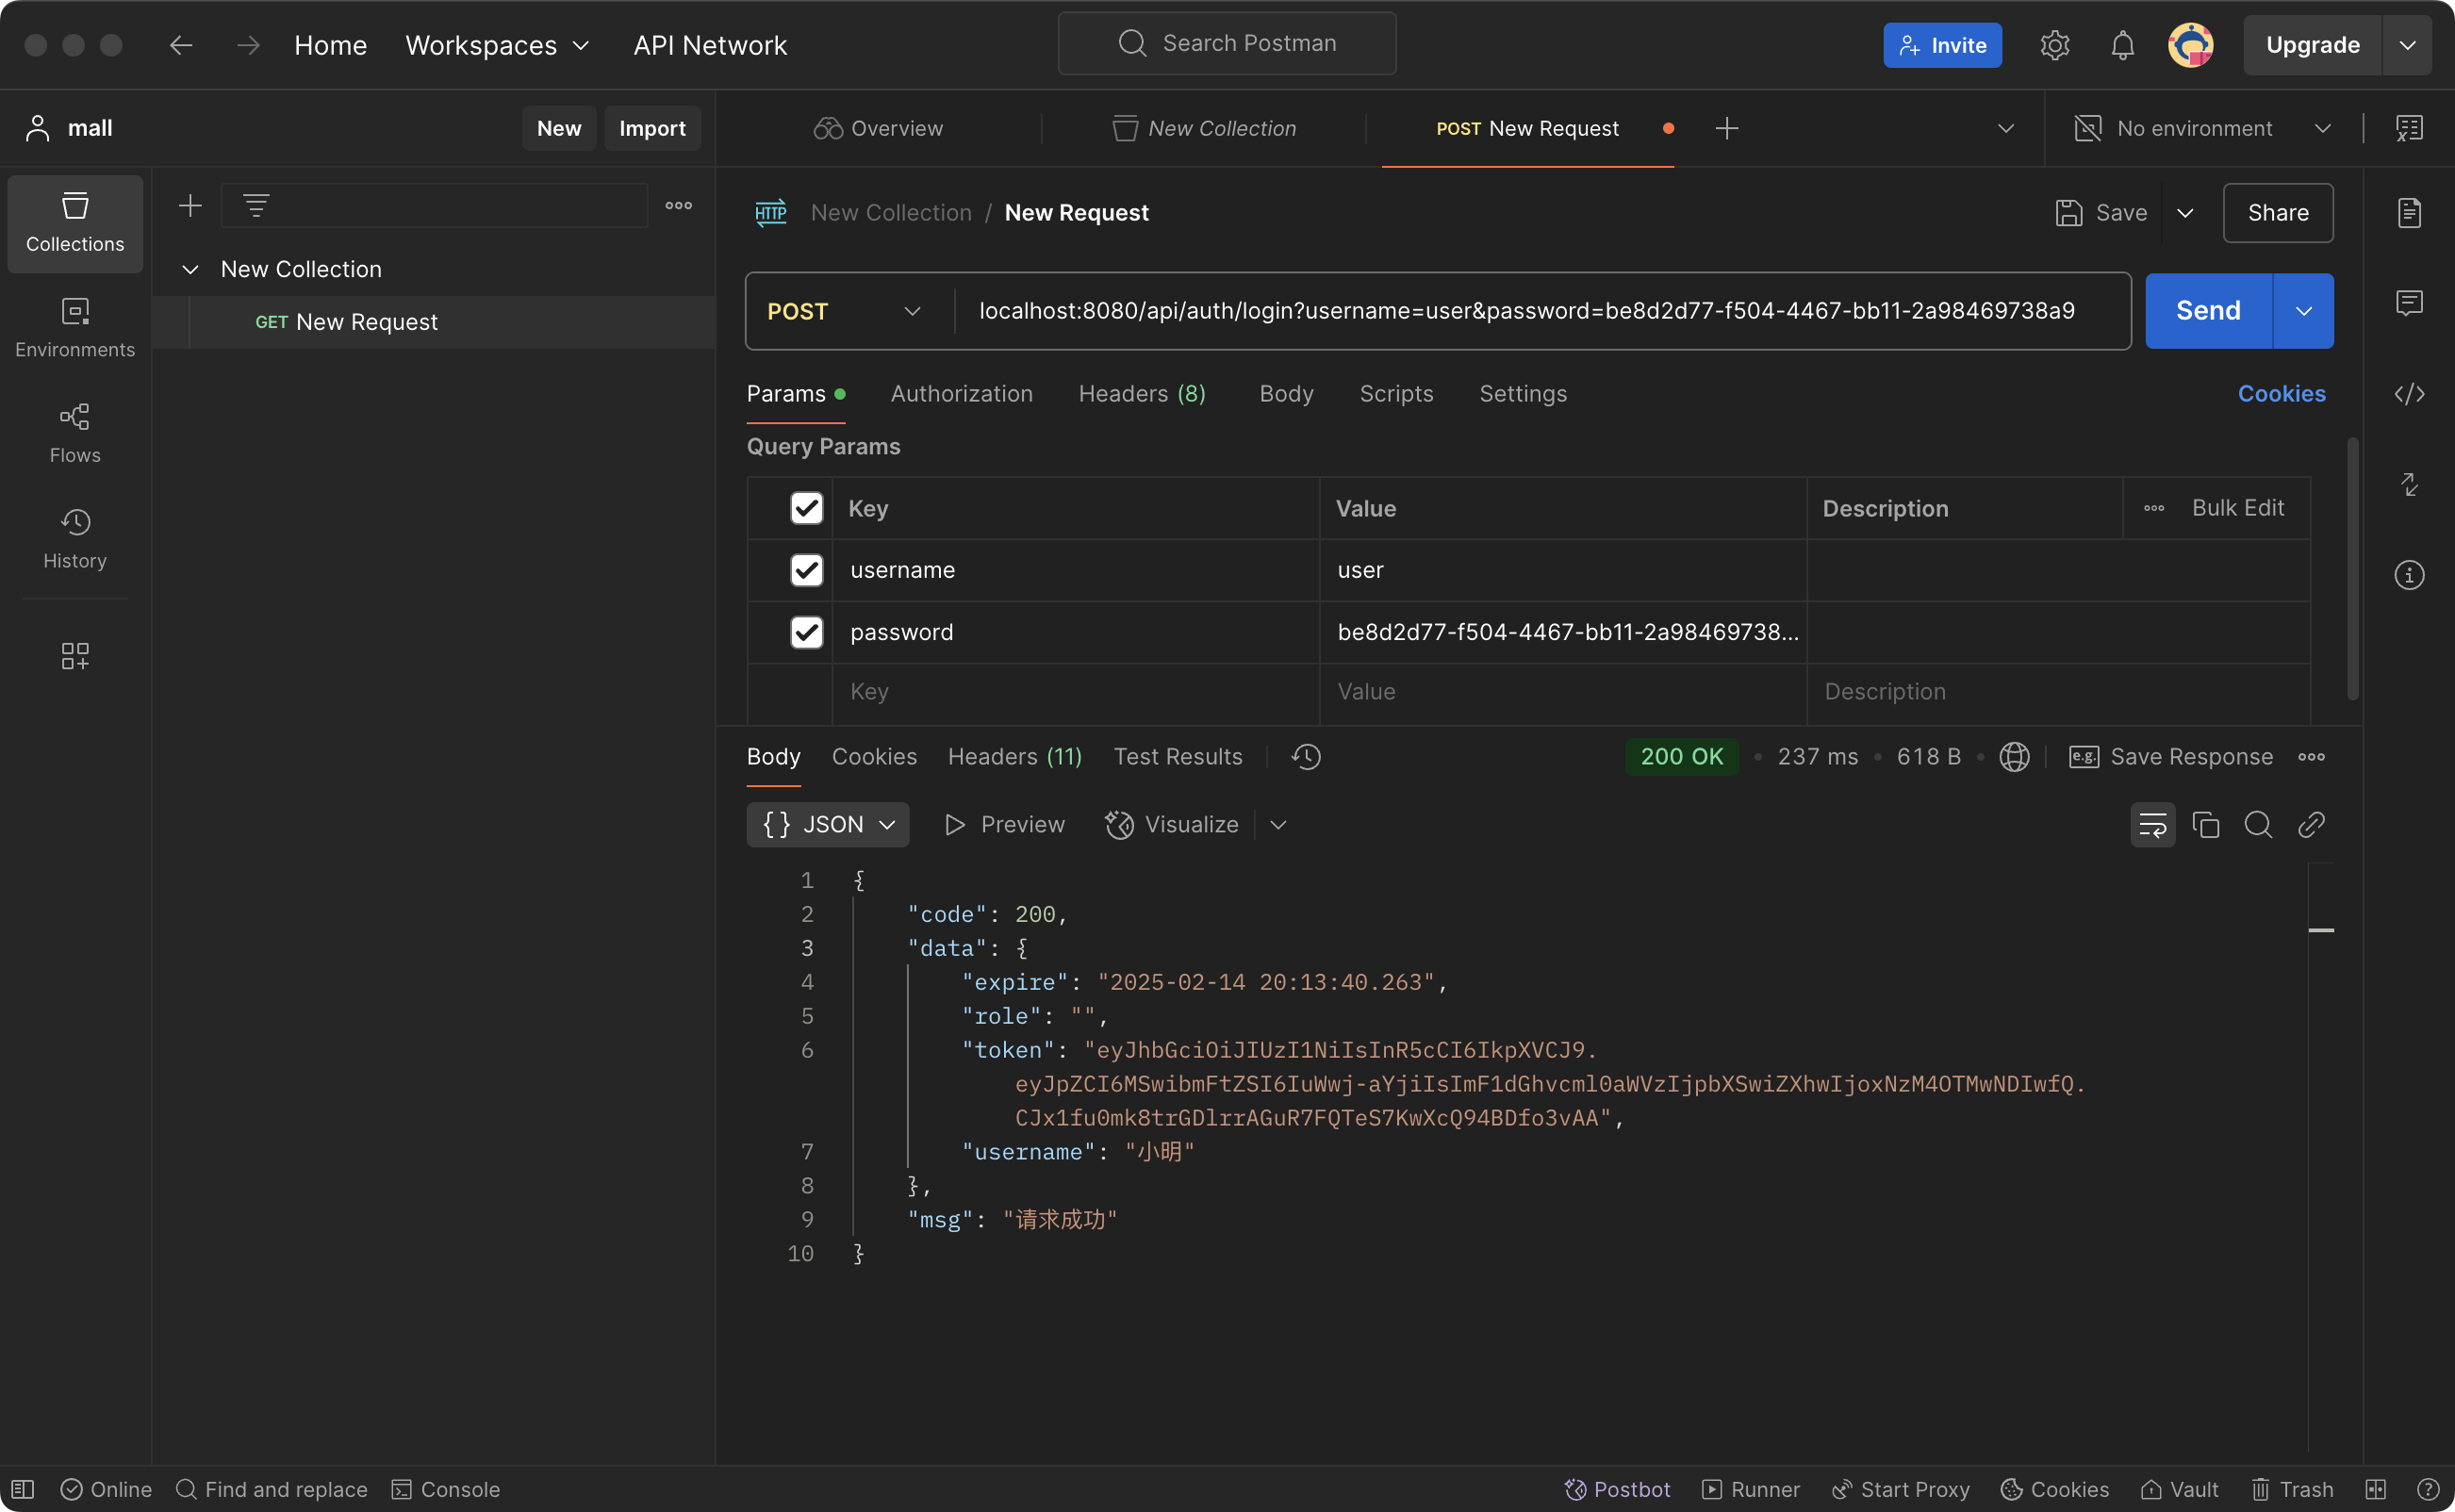 Home Workspaces API Network Search Postman Invite Upgrade
mall New Import Overview New Collection POST New Request No environment
Collections
Environments
Flows
History
New Collection
GET New Request
HTTP New Collection / New Request Save Share
POST localhost:8080/api/auth/login?username=user&password=be8d2d77-f504-4467-bb11-2a98469738a9 Send
Params Authorization Headers (8) Body Scripts Settings Cookies
Query Params
Key Value Description Bulk Edit
username user
password be8d2d77-f504-4467-bb11-2a98469738...
Key Value Description
Body Cookies Headers (11) Test Results 200 OK 237 ms 618 B e.g. Save Response
{} JSON Preview Visualize
1 {
2 "code": 200,
3 "data": {
4 "expire": "2025-02-14 20:13:40.263",
5 "role": "",
6 "token": "eyJhbGciOiJIUzI1NiIsInR5cCI6IkpXVCJ9.
eyJpZCI6MSwibmFtZSI6IuWwj-aYjiIsImF1dGhvcml0aWVzIjpbXSwiZXhwIjoxNzM4OTMwNDIwfQ.
CJx1fu0mk8trGDlrrAGuR7FQTeS7KwXcQ94BDfo3vAA",
7 "username": "小明"
8 },
9 "msg": "请求成功"
10 }
Online Find and replace Console Postbot Runner Start Proxy Cookies Vault Trash